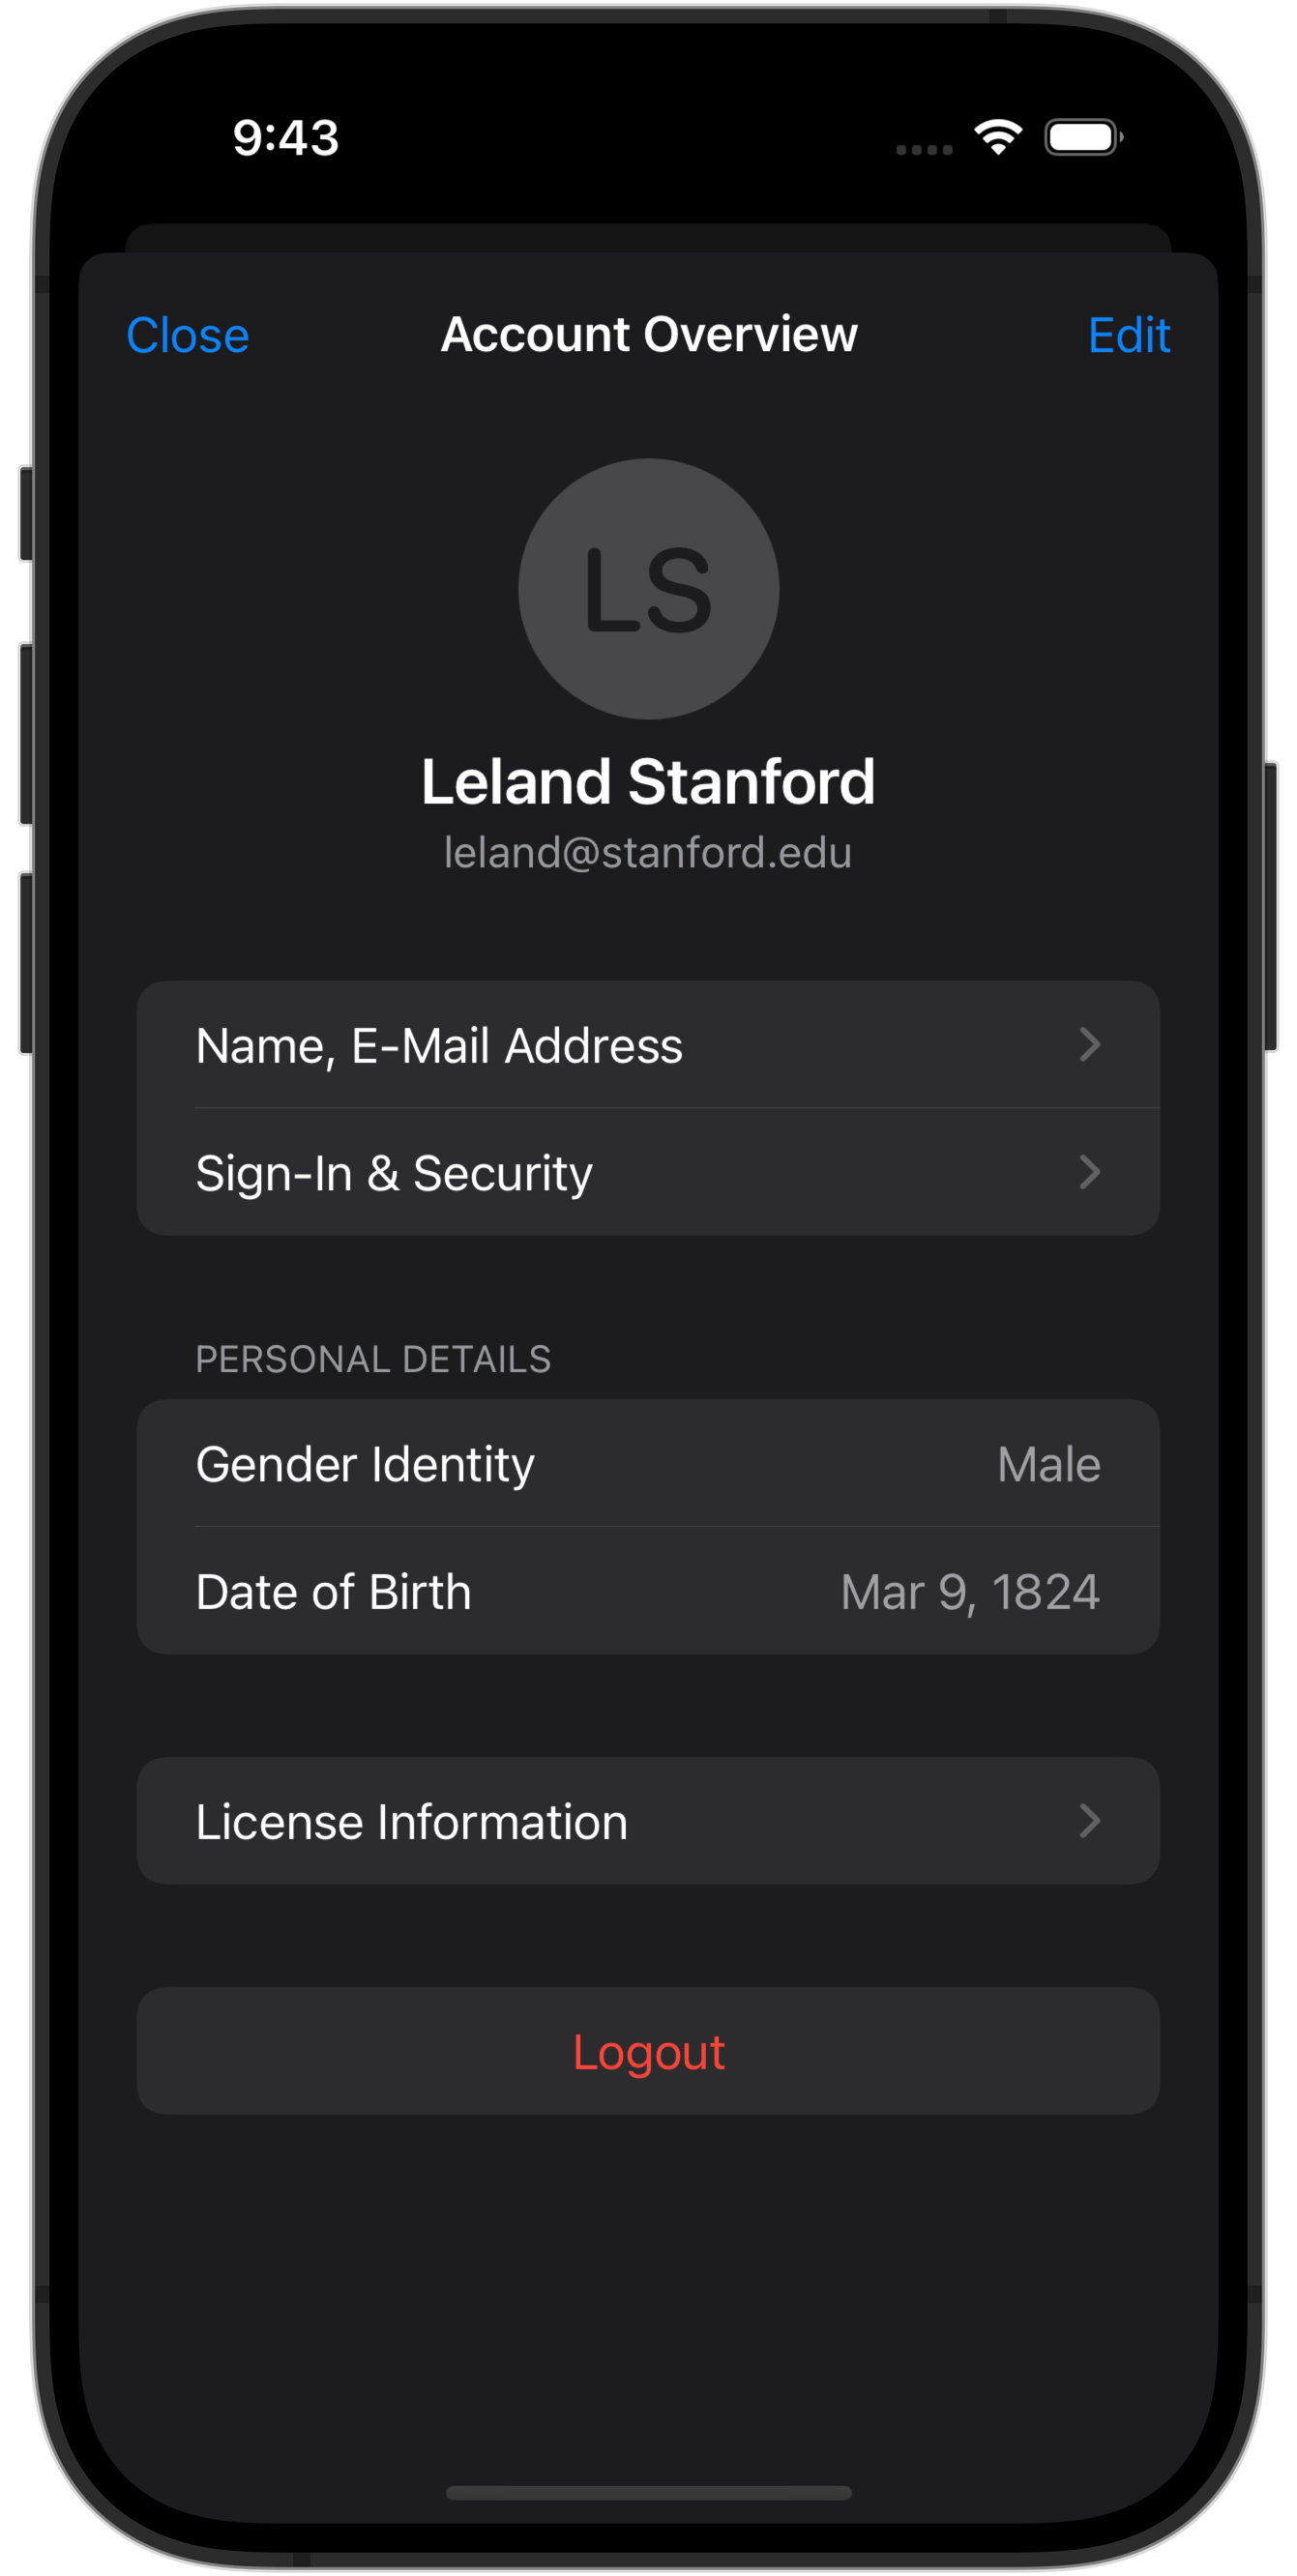 9:43
Close Account Overview Edit
LS
Leland Stanford
leland@stanford.edu
Name, E-Mail Address
Sign-In & Security
PERSONAL DETAILS
Gender Identity Male
Date of Birth Mar 9, 1824
License Information
Logout